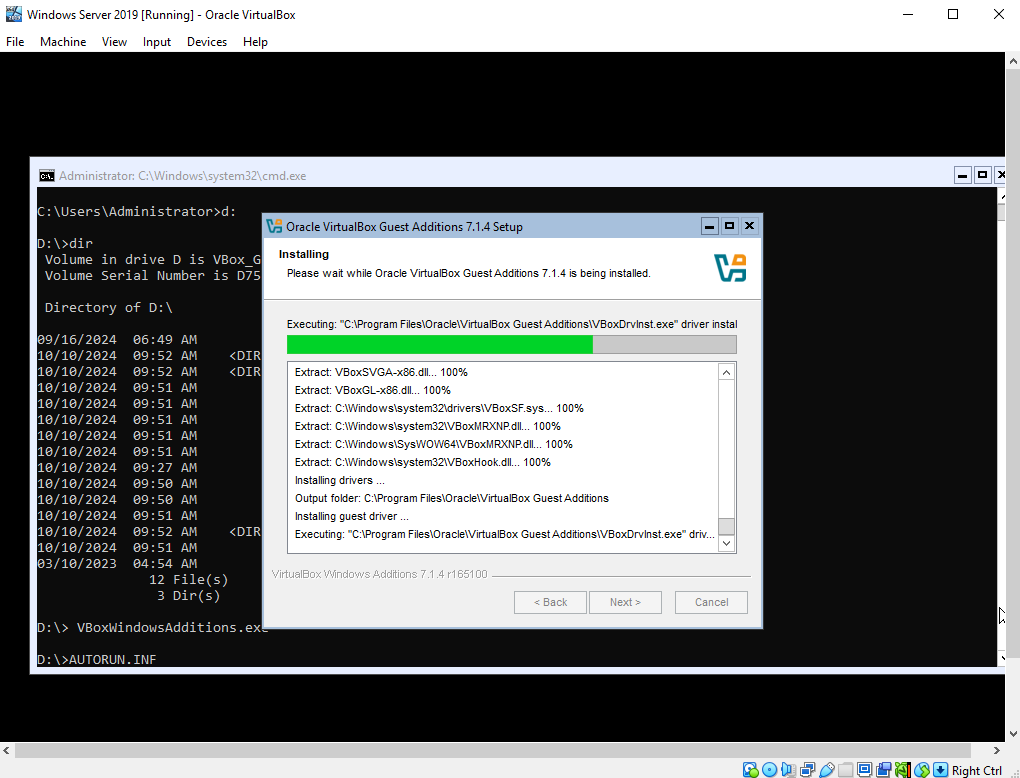 Windows Server 2019 [Running] - Oracle VirtualBox
File Machine View Input Devices Help
Administrator: C:\Windows\system32\cmd.exe
C:\Users\Administrator>d:
D:\>dir
Volume in drive D is VBox_G
Volume Serial Number is D75
Directory of D:\
09/16/2024 06:49 AM
10/10/2024 09:52 AM <DIR
10/10/2024 09:52 AM <DIR
10/10/2024 09:51 AM
10/10/2024 09:51 AM
10/10/2024 09:51 AM
10/10/2024 09:51 AM
10/10/2024 09:51 AM
10/10/2024 09:27 AM
10/10/2024 09:50 AM
10/10/2024 09:50 AM
10/10/2024 09:51 AM
10/10/2024 09:52 AM <DIR
10/10/2024 09:51 AM
03/10/2023 04:54 AM
12 File(s)
3 Dir(s)
D:\> VBoxWindowsAdditions.exe
D:\>AUTORUN.INF
Oracle VirtualBox Guest Additions 7.1.4 Setup
Installing
Please wait while Oracle VirtualBox Guest Additions 7.1.4 is being installed.
Executing: "C:\Program Files\Oracle\VirtualBox Guest Additions\VBoxDrvInst.exe" driver instal
Extract: VBoxSVGA-x86.dll... 100%
Extract: VBoxGL-x86.dll... 100%
Extract: C:\Windows\system32\drivers\VBoxSF.sys... 100%
Extract: C:\Windows\system32\VBoxMRXNP.dll... 100%
Extract: C:\Windows\SysWOW64\VBoxMRXNP.dll... 100%
Extract: C:\Windows\system32\VBoxHook.dll... 100%
Installing drivers ...
Output folder: C:\Program Files\Oracle\VirtualBox Guest Additions
Installing guest driver ...
Executing: "C:\Program Files\Oracle\VirtualBox Guest Additions\VBoxDrvInst.exe" driv...
VirtualBox Windows Additions 7.1.4 r165100
< Back Next > Cancel
Right Ctrl